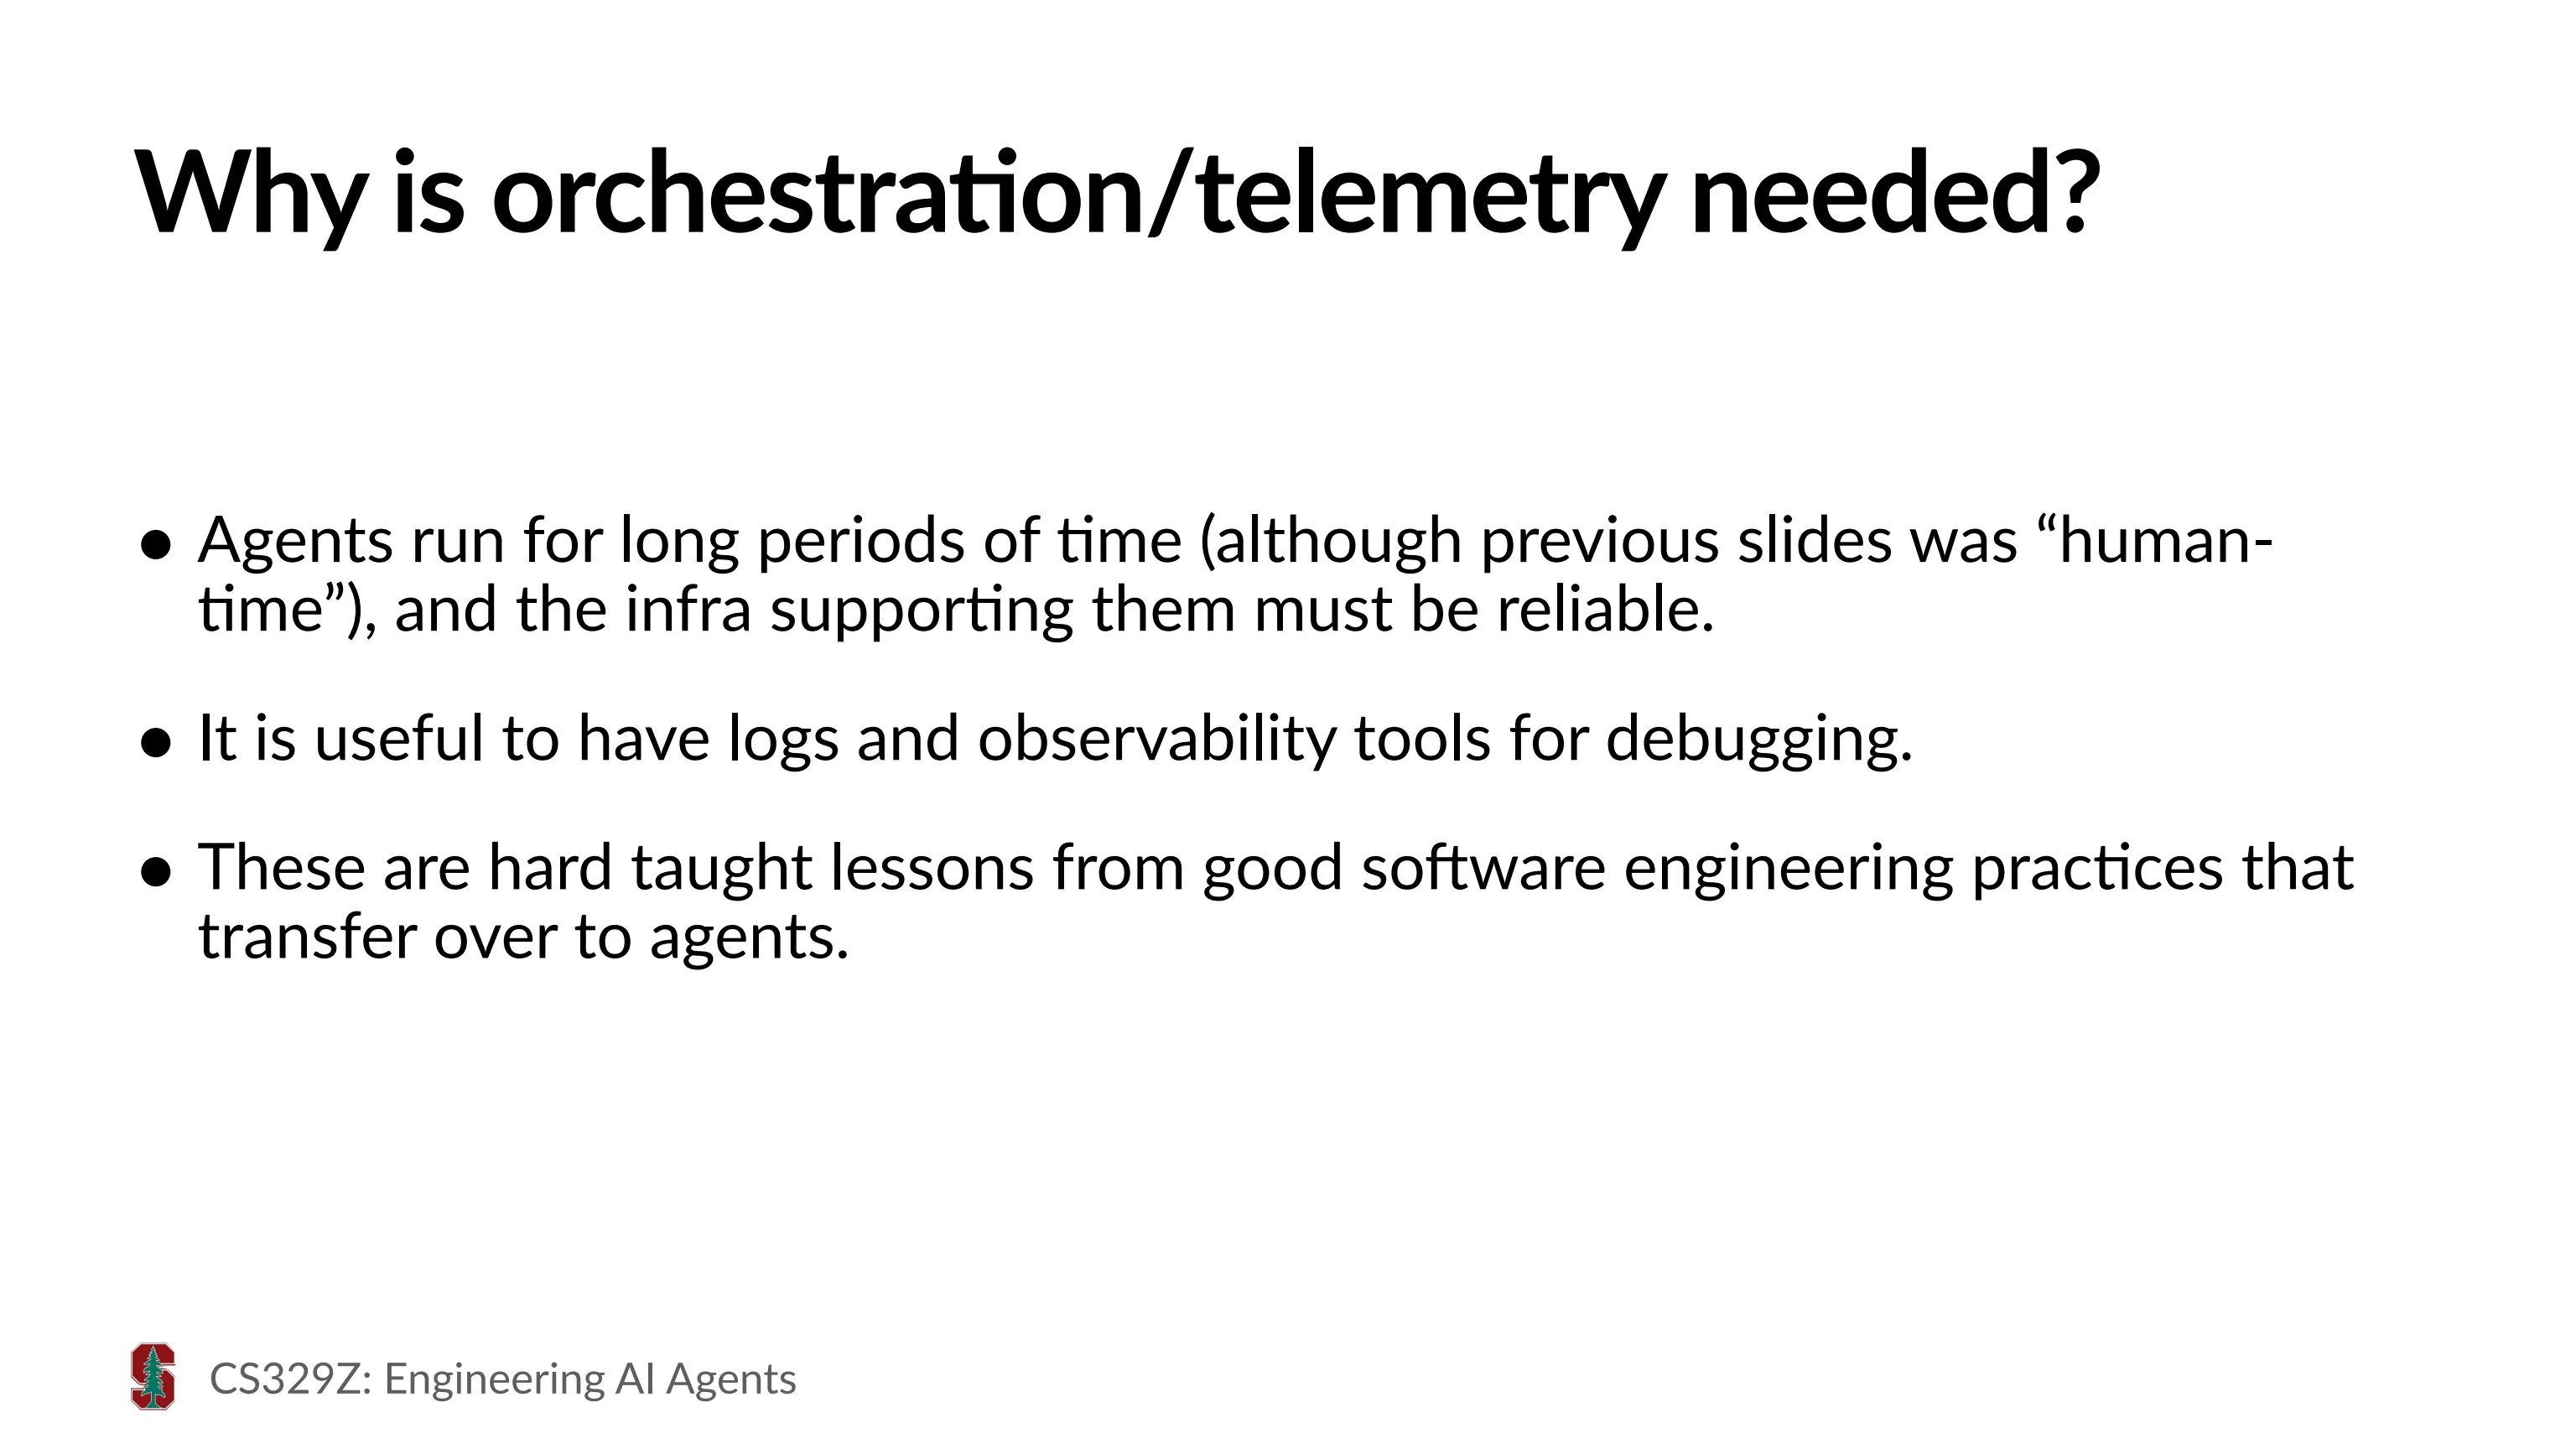 Why is orchestration/telemetry needed?
● Agents run for long periods of time (although previous slides was “human-
time”), and the infra supporting them must be reliable.
● It is useful to have logs and observability tools for debugging.
● These are hard taught lessons from good software engineering practices that
transfer over to agents.
CS329Z: Engineering AI Agents